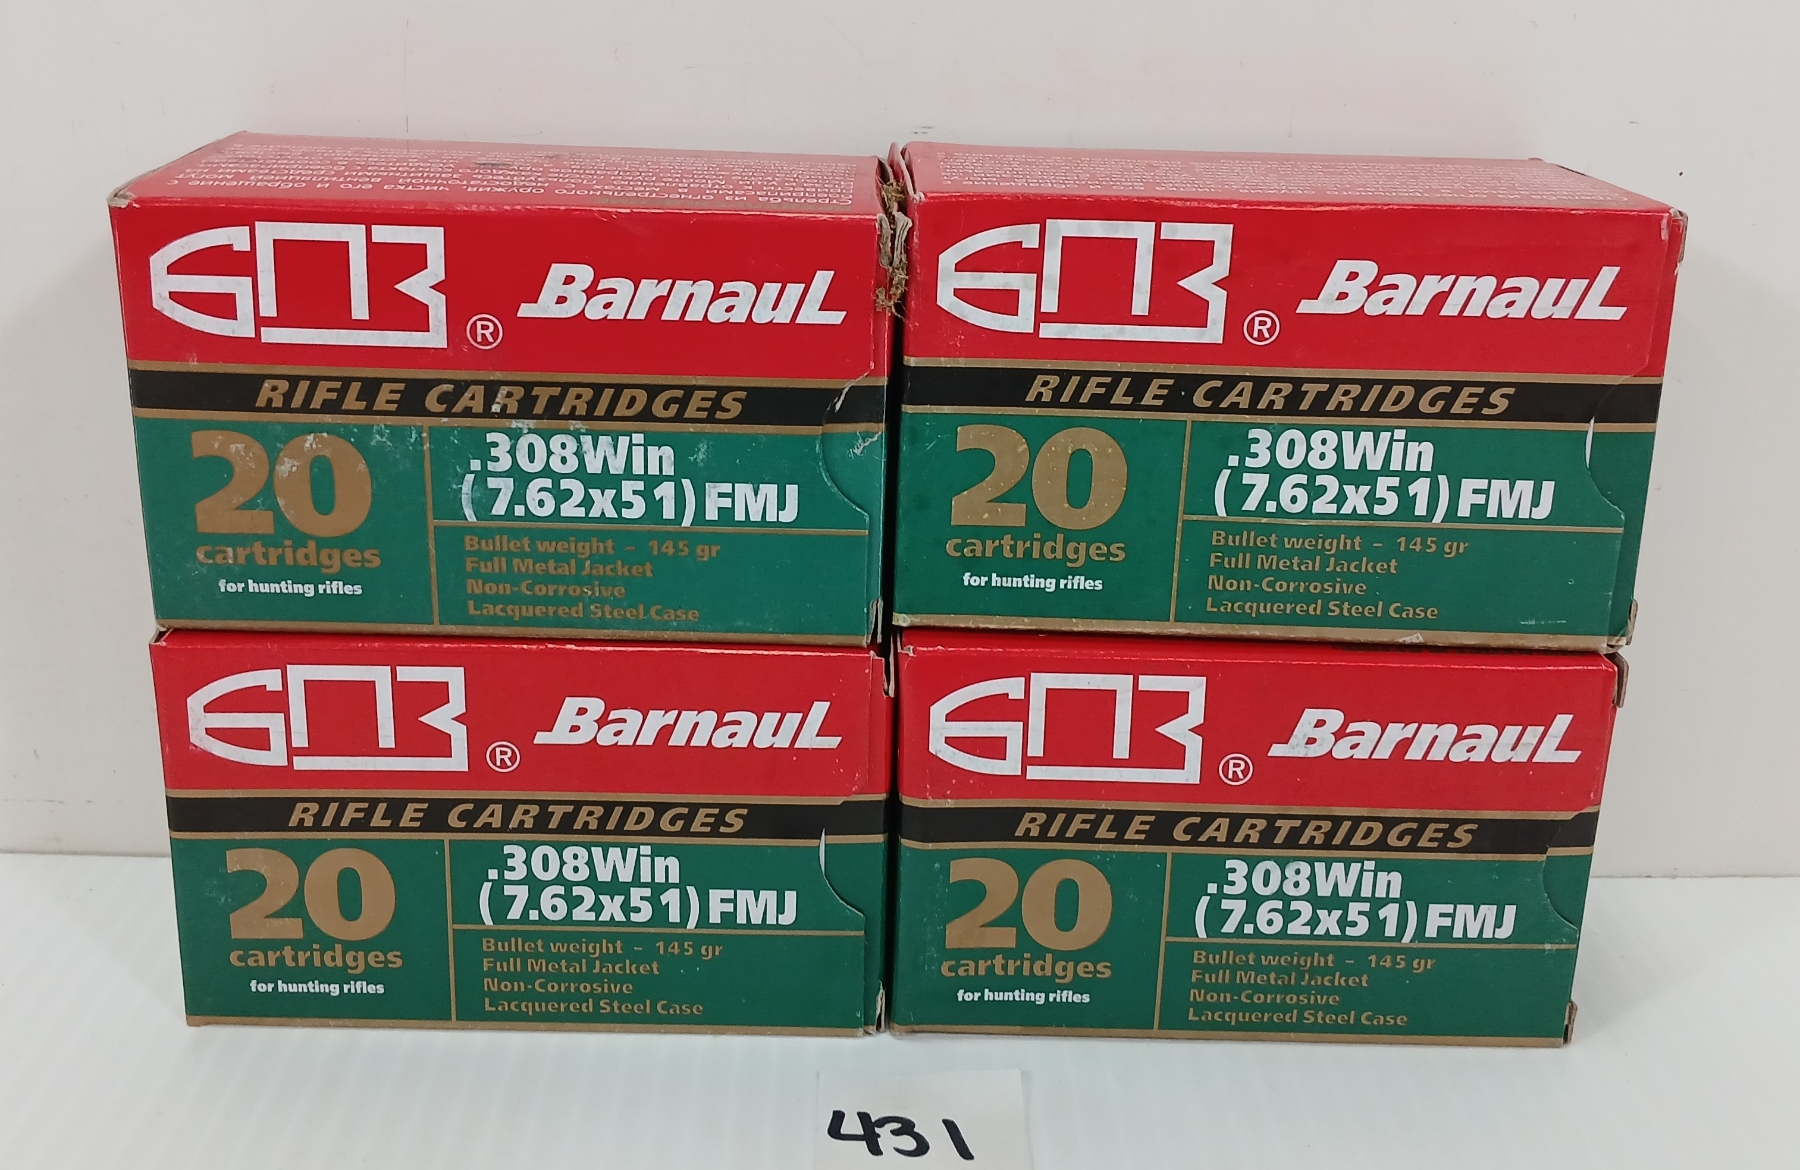 БПЗ ® BarnauL
RIFLE CARTRIDGES
20
cartridges
for hunting rifles
.308Win
(7.62x51) FMJ
Bullet weight - 145 gr
Full Metal Jacket
Non-Corrosive
Lacquered Steel Case
БПЗ ® BarnauL
RIFLE CARTRIDGES
20
cartridges
for hunting rifles
.308Win
(7.62x51) FMJ
Bullet weight - 145 gr
Full Metal Jacket
Non-Corrosive
Lacquered Steel Case
БПЗ ® BarnauL
RIFLE CARTRIDGES
20
cartridges
for hunting rifles
.308Win
(7.62x51) FMJ
Bullet weight - 145 gr
Full Metal Jacket
Non-Corrosive
Lacquered Steel Case
БПЗ ® BarnauL
RIFLE CARTRIDGES
20
cartridges
for hunting rifles
.308Win
(7.62x51) FMJ
Bullet weight - 145 gr
Full Metal Jacket
Non-Corrosive
Lacquered Steel Case
431